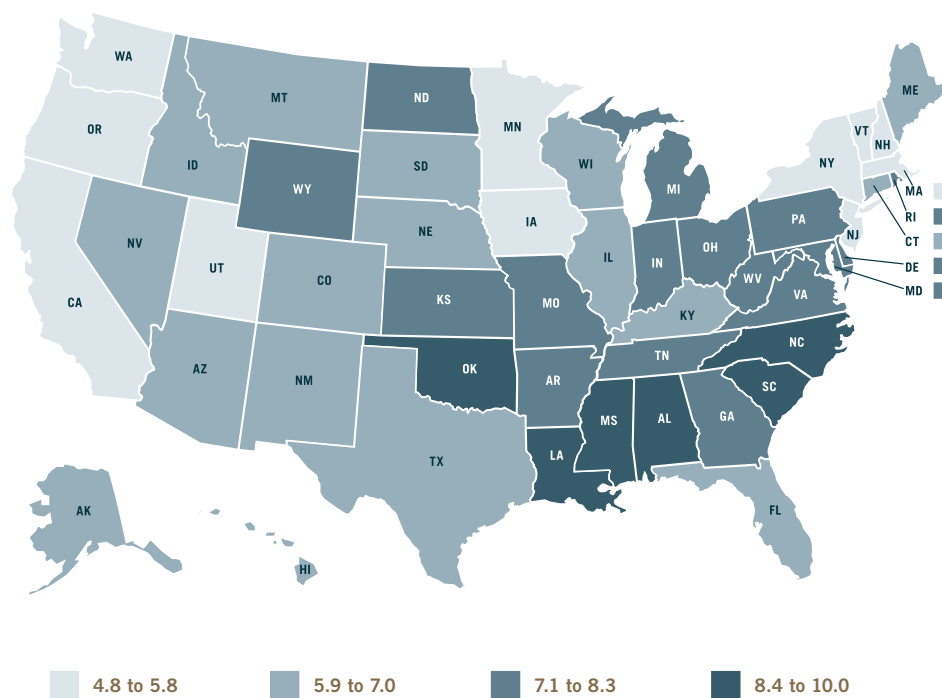 WA
OR
CA
NV
ID
MT
WY
UT
AZ
CO
NM
ND
SD
NE
KS
OK
TX
MN
IA
MO
AR
LA
WI
IL
MI
IN
OH
KY
TN
MS
AL
GA
FL
SC
NC
VA
WV
PA
NY
VT
NH
ME
NJ
MA
RI
CT
DE
MD
AK
HI
4.8 to 5.8
5.9 to 7.0
7.1 to 8.3
8.4 to 10.0